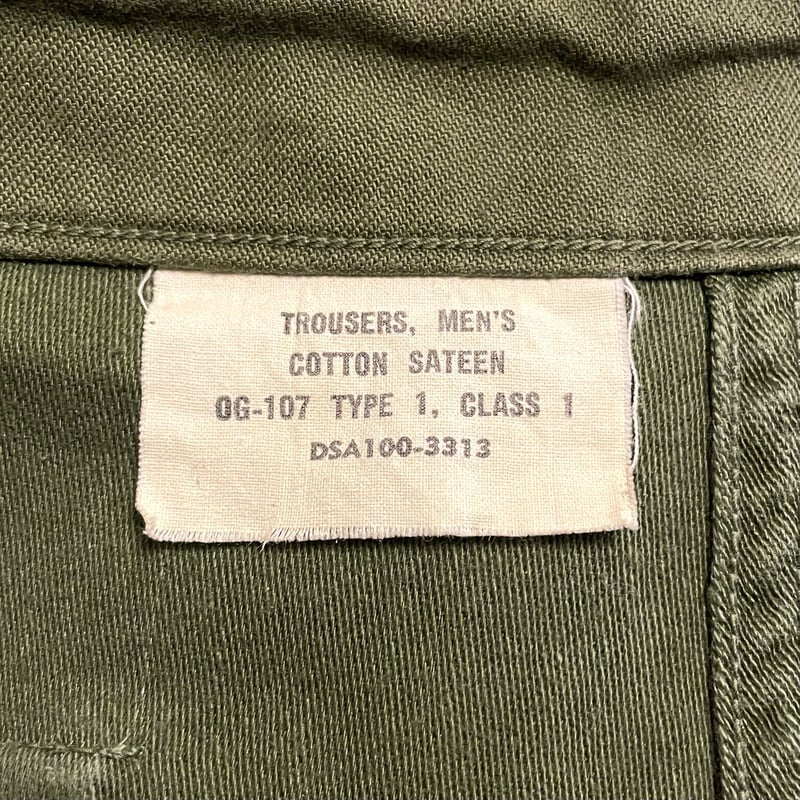 TROUSERS, MEN'S
COTTON SATEEN
OG-107 TYPE 1, CLASS 1
DSA100-3313